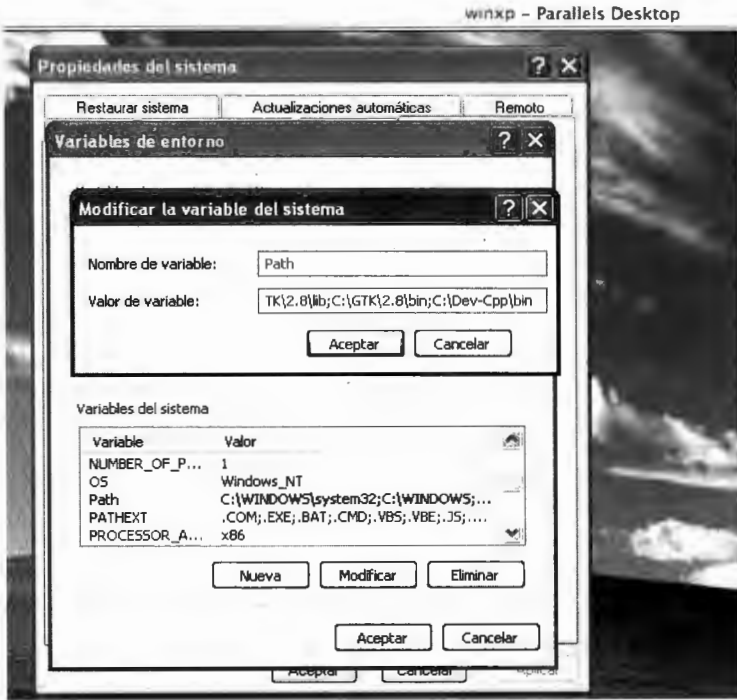 winxp – Parallels Desktop
Propiedades del sistema
Restaurar sistema Actualizaciones automáticas Remoto
Variables de entorno
Modificar la variable del sistema
Nombre de variable: Path
Valor de variable: TK\2.8\lib;C:\GTK\2.8\bin;C:\Dev-Cpp\bin
Aceptar Cancelar
Variables del sistema
Variable Valor
NUMBER_OF_P... 1
OS Windows_NT
Path C:\WINDOWS\system32;C:\WINDOWS;...
PATHEXT .COM;.EXE;.BAT;.CMD;.VBS;.VBE;.JS;....
PROCESSOR_A... x86
Nueva Modificar Eliminar
Aceptar Cancelar
Aceptar Cancelar Aplicar